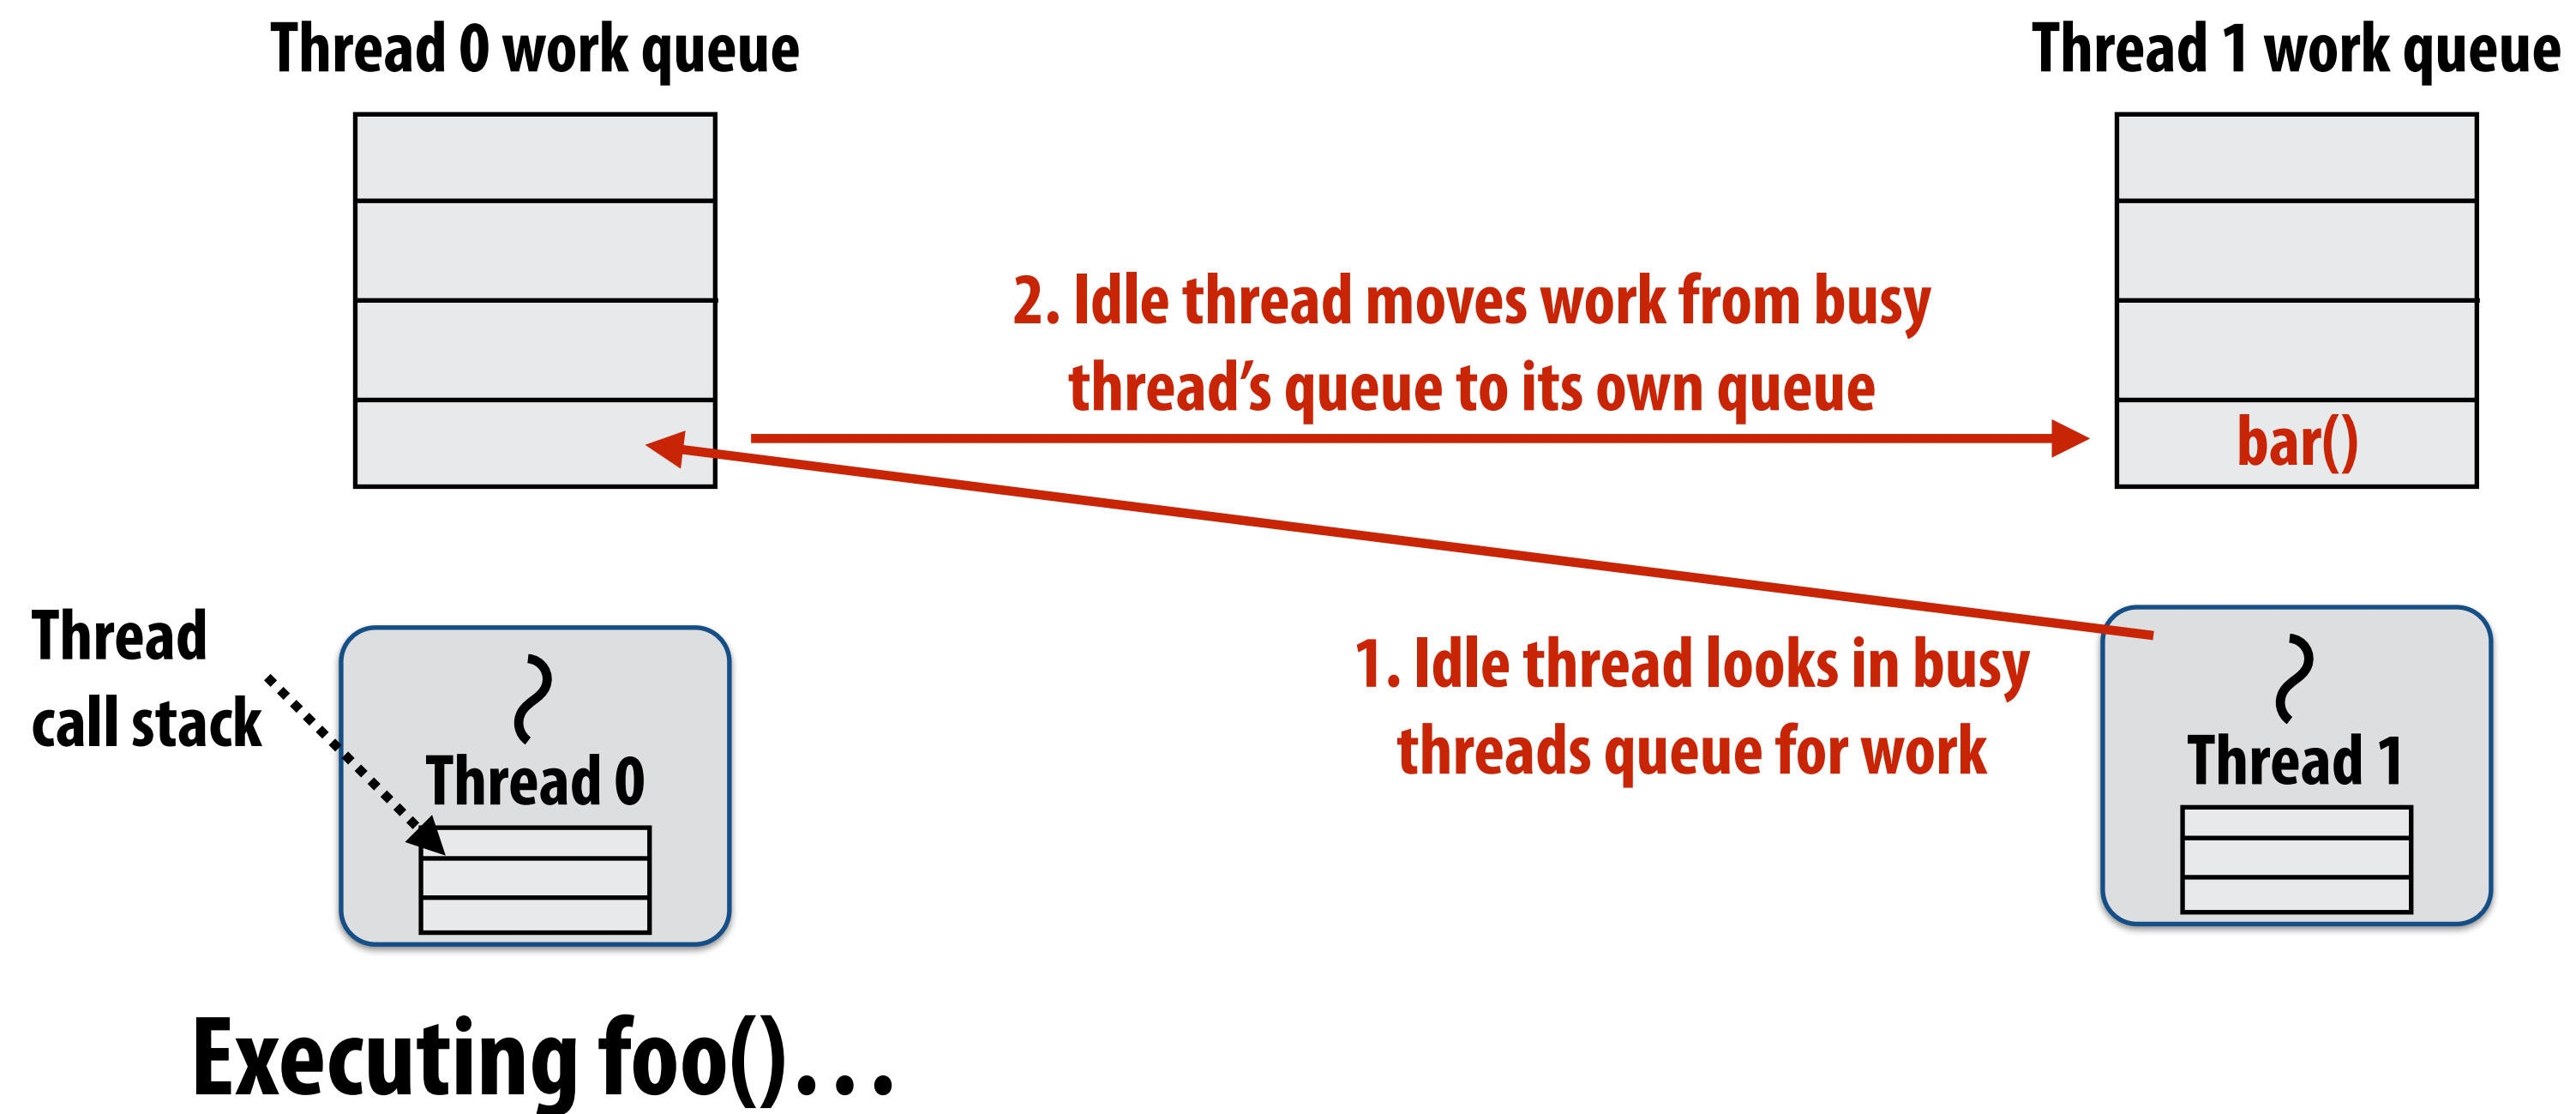 Thread 0 work queue
Thread 1 work queue
2. Idle thread moves work from busy
thread’s queue to its own queue
bar()
Thread
call stack
Thread 0
1. Idle thread looks in busy
threads queue for work
Thread 1
Executing foo()…